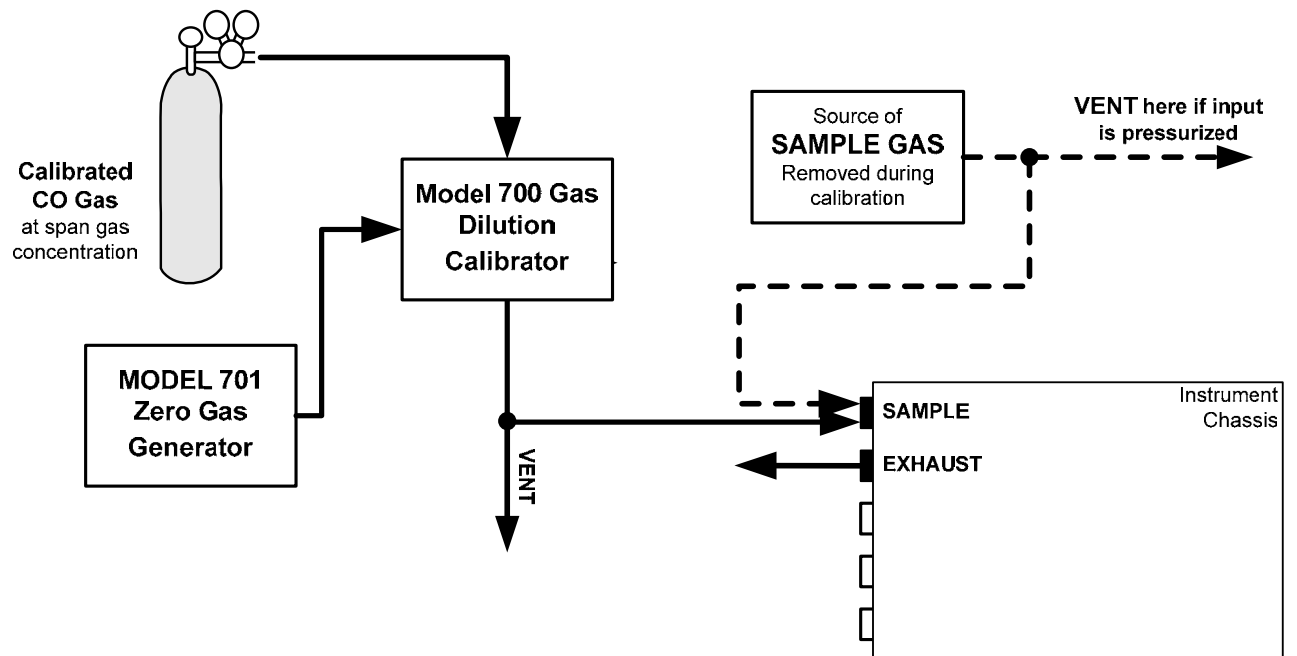 Calibrated
CO Gas
at span gas
concentration
Model 700 Gas
Dilution
Calibrator
MODEL 701
Zero Gas
Generator
VENT
Source of
SAMPLE GAS
Removed during
calibration
VENT here if input
is pressurized
Instrument
Chassis
SAMPLE
EXHAUST